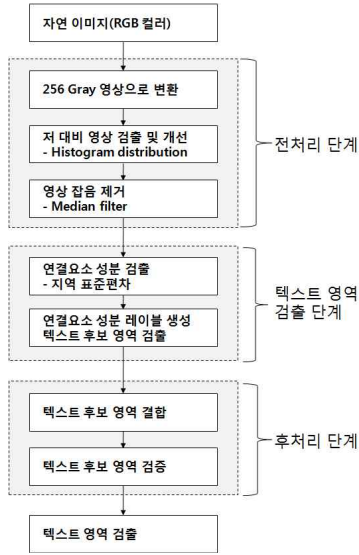 자연 이미지(RGB 컬러)
256 Gray 영상으로 변환
저 대비 영상 검출 및 개선
- Histogram distribution
영상 잡음 제거
- Median filter
전처리 단계
연결요소 성분 검출
- 지역 표준편차
연결요소 성분 레이블 생성
텍스트 후보 영역 검출
텍스트 영역
검출 단계
텍스트 후보 영역 결합
텍스트 후보 영역 검증
후처리 단계
텍스트 영역 검출